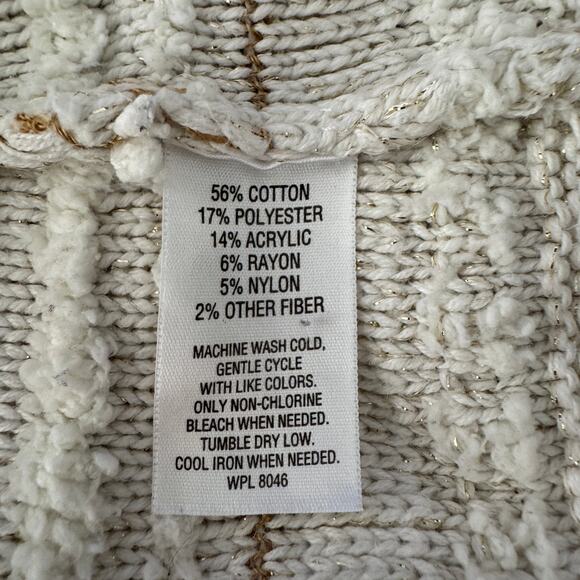 56% COTTON
17% POLYESTER
14% ACRYLIC
6% RAYON
5% NYLON
2% OTHER FIBER
MACHINE WASH COLD,
GENTLE CYCLE
WITH LIKE COLORS.
ONLY NON-CHLORINE
BLEACH WHEN NEEDED.
TUMBLE DRY LOW.
COOL IRON WHEN NEEDED.
WPL 8046